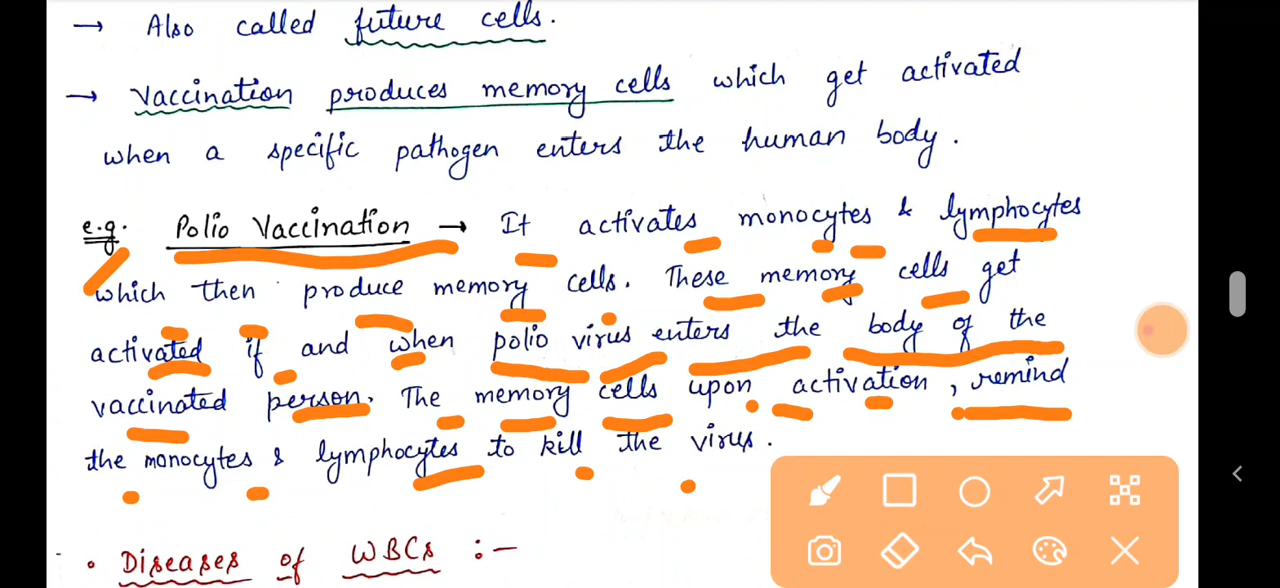 → Also called future cells.
→ Vaccination produces memory cells which get activated
when a specific pathogen enters the human body.
e.g. Polio Vaccination → It activates monocytes & lymphocytes
which then produce memory cells. These memory cells get
activated if and when polio virus enters the body of the
vaccinated person. The memory cells upon activation, remind
the monocytes & lymphocytes to kill the virus.
• Diseases of WBCs :-